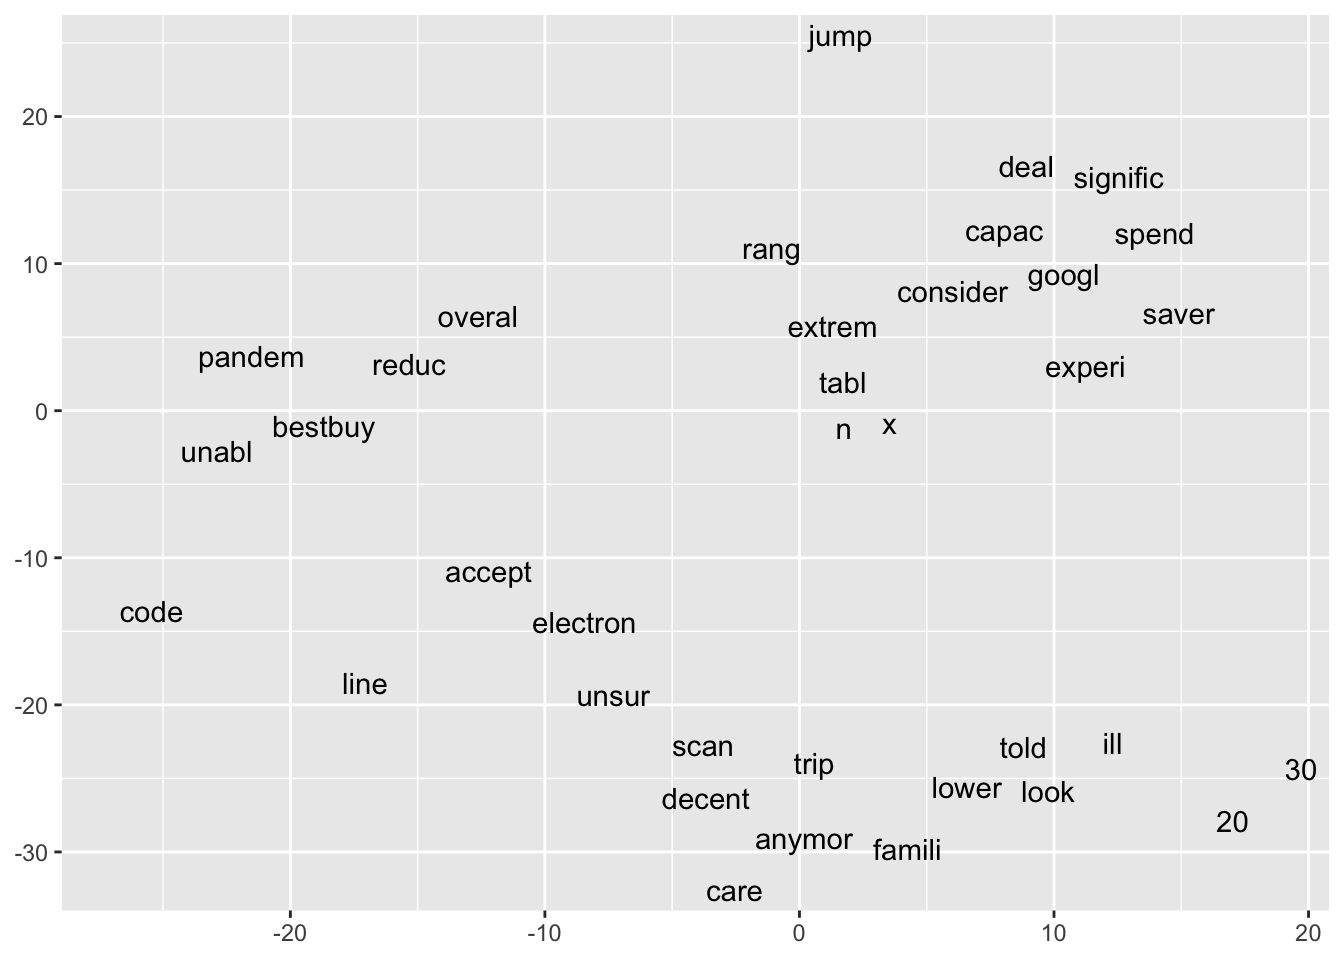 jump
20
deal
signific
capac
spend
rang
10
googl
consider
saver
overal
extrem
pandem
reduc
experi
tabl
0
bestbuy
n
x
unabl
-10
accept
code
electron
line
unsur
-20
scan
told
ill
trip
30
lower
look
decent
20
anymor
famili
-30
care
-20
-10
0
10
20